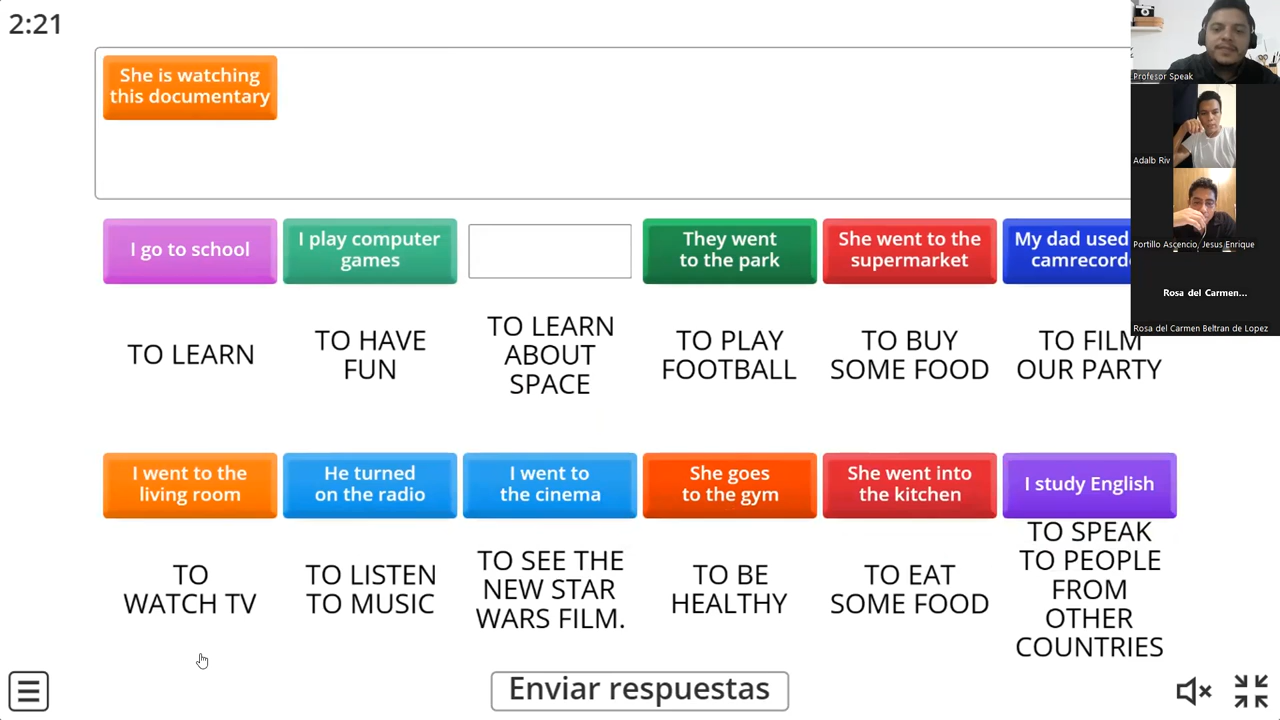 2:21
She is watching
this documentary
Profesor Speak
Adalb Riv
Portillo Ascencio, Jesus Enrique
Rosa del Carmen...
Rosa del Carmen Beltran de Lopez
I go to school
I play computer
games
They went
to the park
She went to the
supermarket
My dad used
camrecord
TO LEARN
TO HAVE
FUN
TO LEARN
ABOUT
SPACE
TO PLAY
FOOTBALL
TO BUY
SOME FOOD
TO FILM
OUR PARTY
I went to the
living room
He turned
on the radio
I went to
the cinema
She goes
to the gym
She went into
the kitchen
I study English
TO
WATCH TV
TO LISTEN
TO MUSIC
TO SEE THE
NEW STAR
WARS FILM.
TO BE
HEALTHY
TO EAT
SOME FOOD
TO SPEAK
TO PEOPLE
FROM
OTHER
COUNTRIES
Enviar respuestas